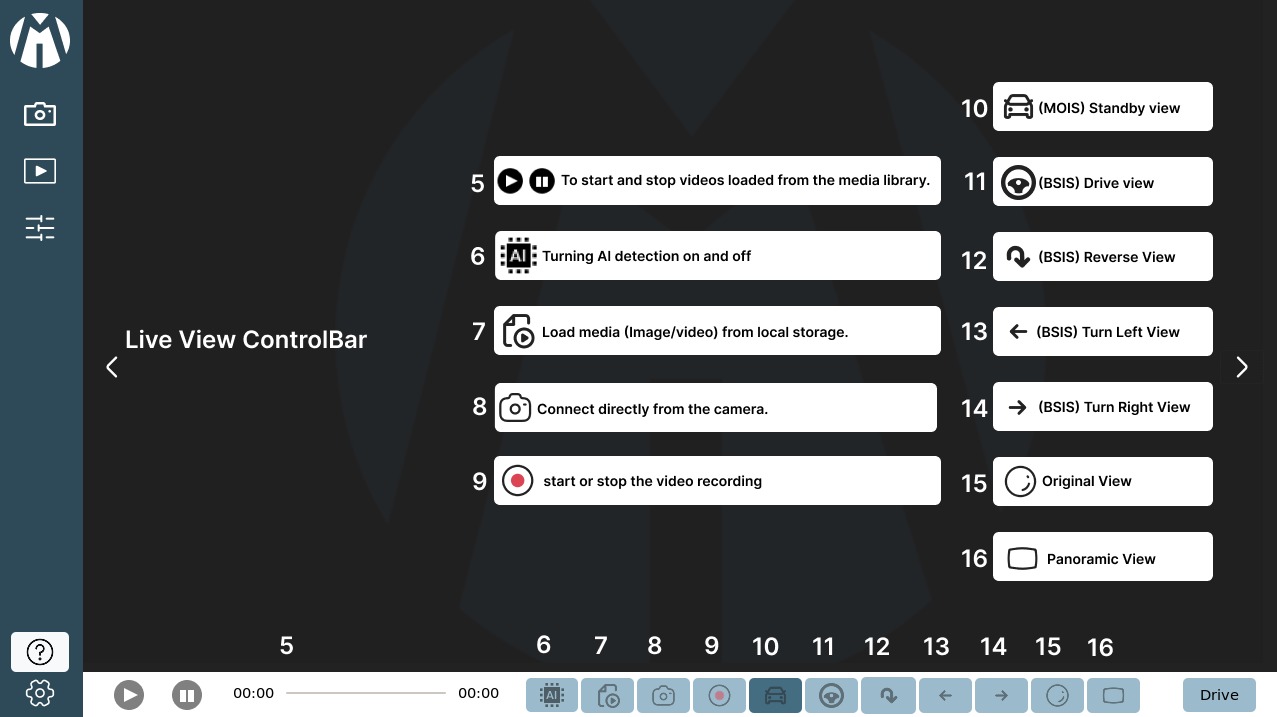 10 (MOIS) Standby view
5 To start and stop videos loaded from the media library.
11 (BSIS) Drive view
6 AI Turning AI detection on and off
12 (BSIS) Reverse View
7 Load media (Image/video) from local storage.
13 (BSIS) Turn Left View
Live View ControlBar
8 Connect directly from the camera.
14 (BSIS) Turn Right View
9 start or stop the video recording
15 Original View
16 Panoramic View
5 6 7 8 9 10 11 12 13 14 15 16
?
00:00 00:00 AI Drive